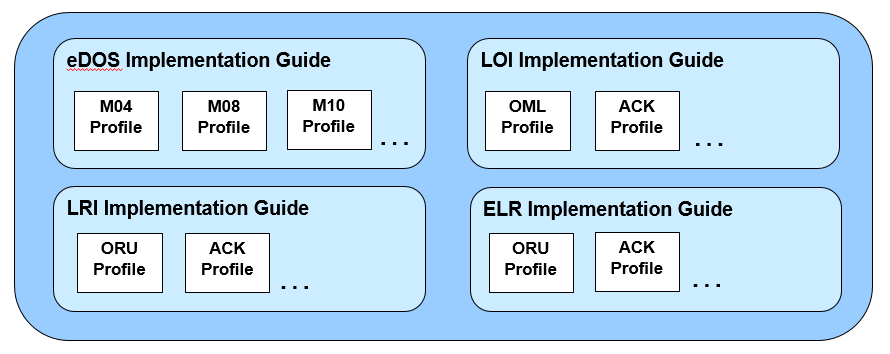 eDOS Implementation Guide
M04
Profile
M08
Profile
M10
Profile
...
LOI Implementation Guide
OML
Profile
ACK
Profile
...
LRI Implementation Guide
ORU
Profile
ACK
Profile
...
ELR Implementation Guide
ORU
Profile
ACK
Profile
...